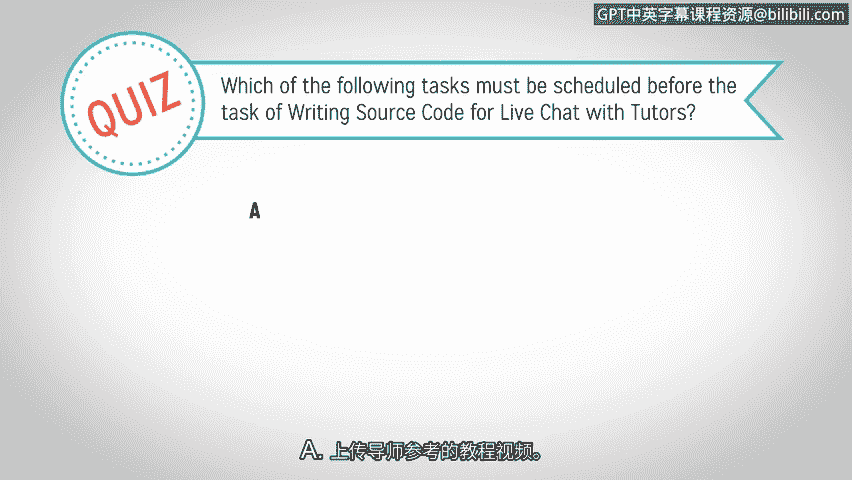 GPT中英字幕课程资源@bilibili.com
QUIZ
Which of the following tasks must be scheduled before the
task of Writing Source Code for Live Chat with Tutors?
A
A. 上传导师参考的教程视频。